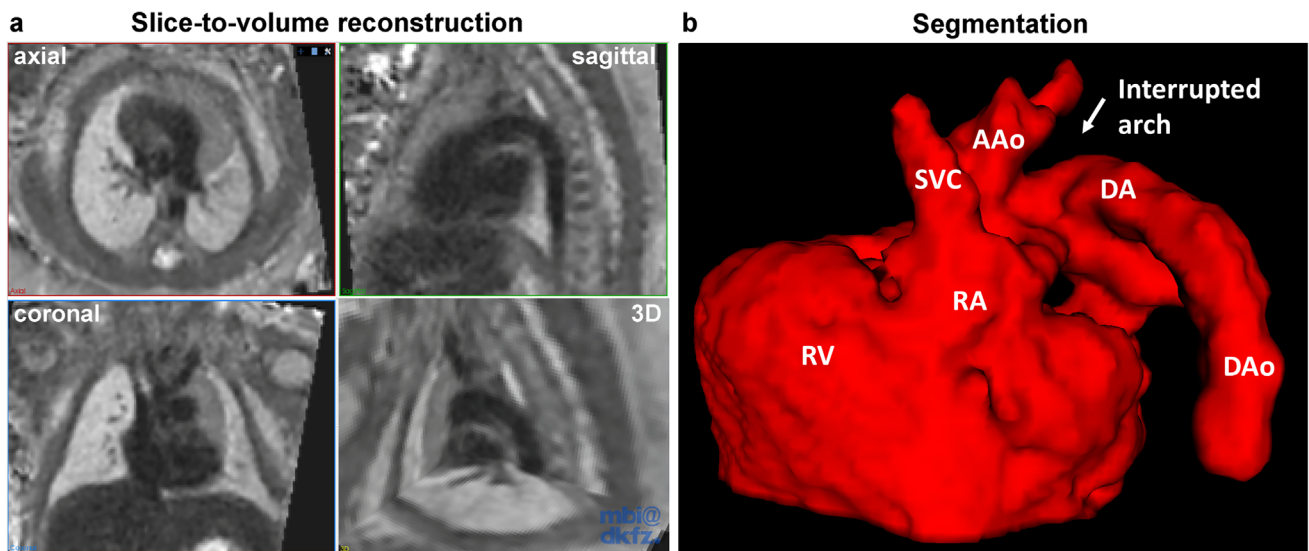 a Slice-to-volume reconstruction
b Segmentation
axial
sagittal
Axial
coronal
3D
mbi@
dkfz.
Interrupted
arch
AAo
SVC
DA
RA
RV
DAo